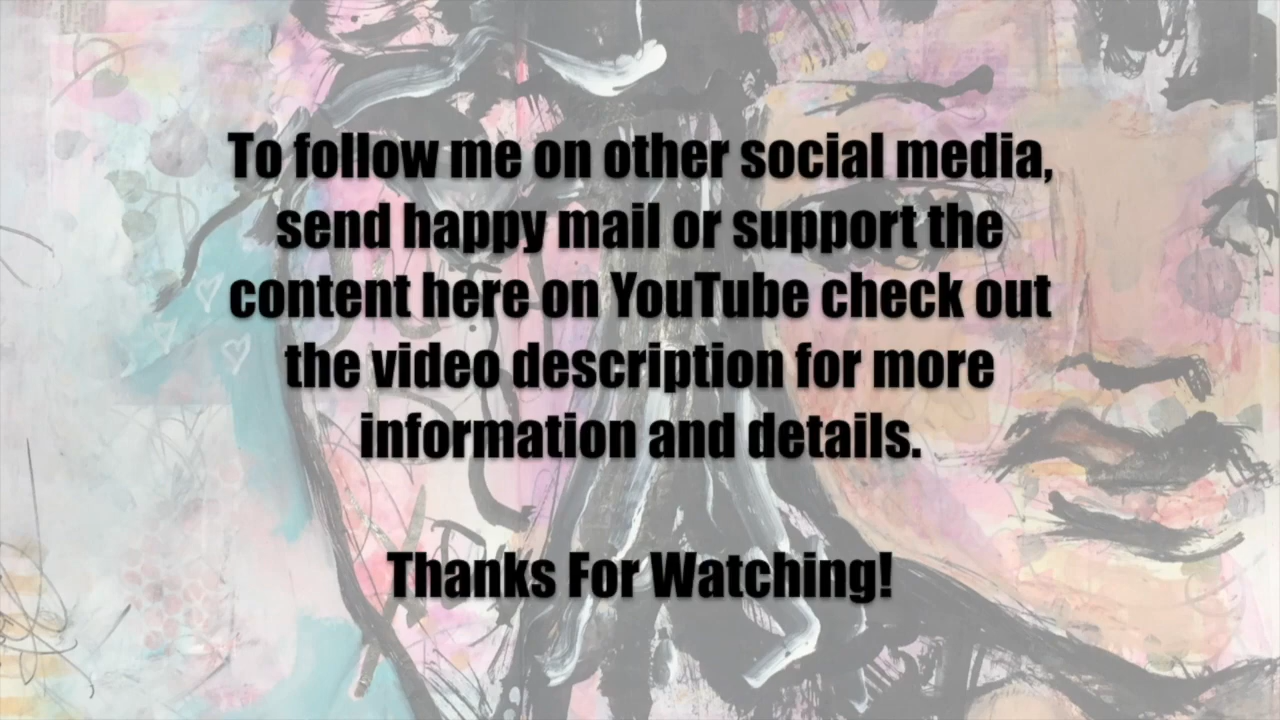 To follow me on other social media,
send happy mail or support the
content here on YouTube check out
the video description for more
information and details.
Thanks For Watching!